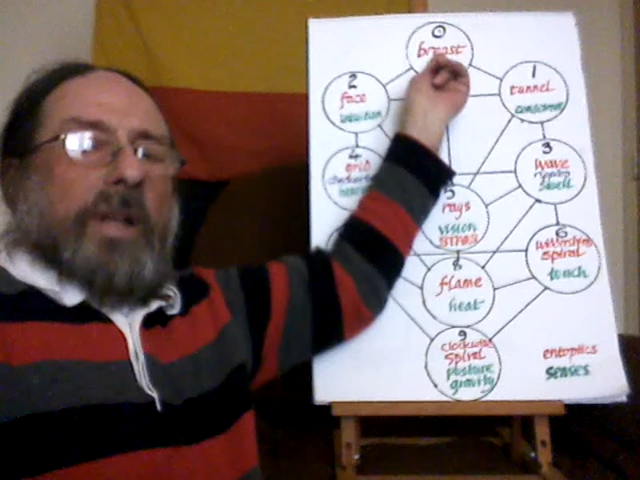 0
breast
1
tunnel
2
face
intuition
3
wave
smell
4
grid
5
rays
vision
6
spiral
touch
8
flame
heat
9
clockwise
spiral
posture
gravity
entoptics
senses